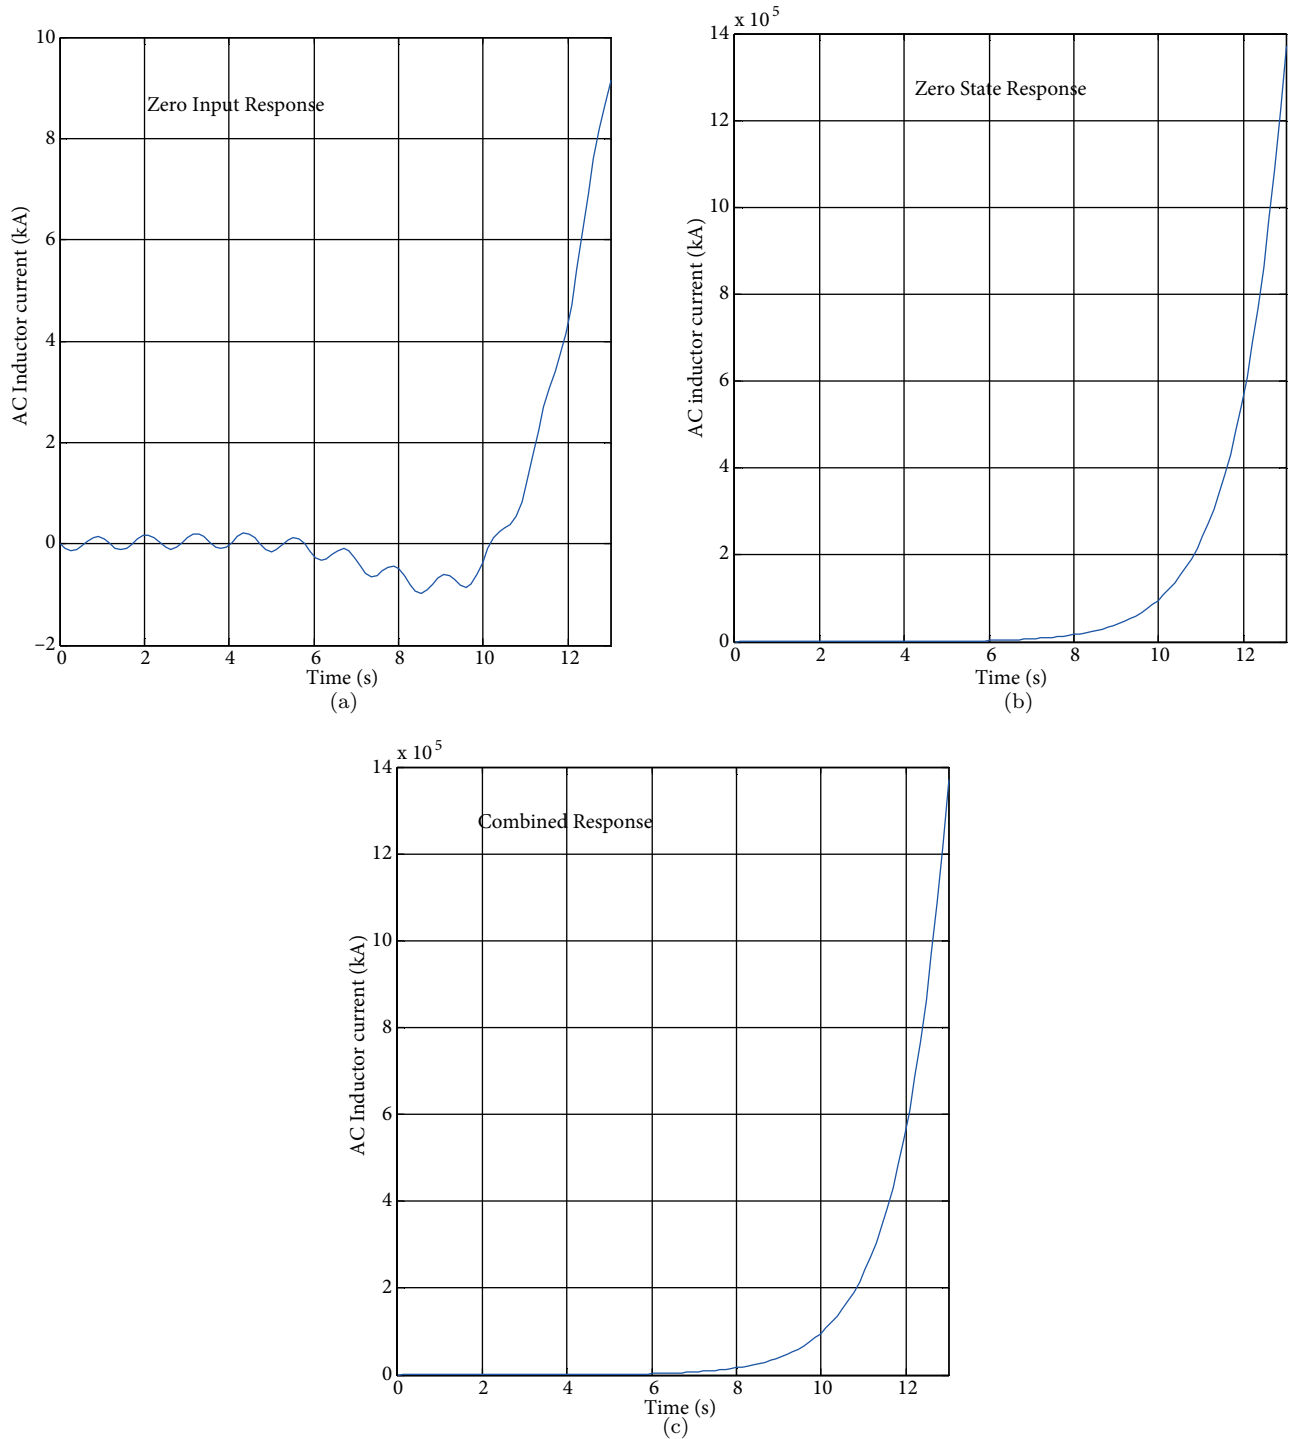 10
8
6
4
2
0
−2
AC Inductor current (kA)
Zero Input Response
0 2 4 6 8 10 12
Time (s)
(a)
x 10 5
14
12
10
8
6
4
2
0
AC inductor current (kA)
Zero State Response
0 2 4 6 8 10 12
Time (s)
(b)
x 10 5
14
12
10
8
6
4
2
0
AC Inductor current (kA)
Combined Response
0 2 4 6 8 10 12
Time (s)
(c)